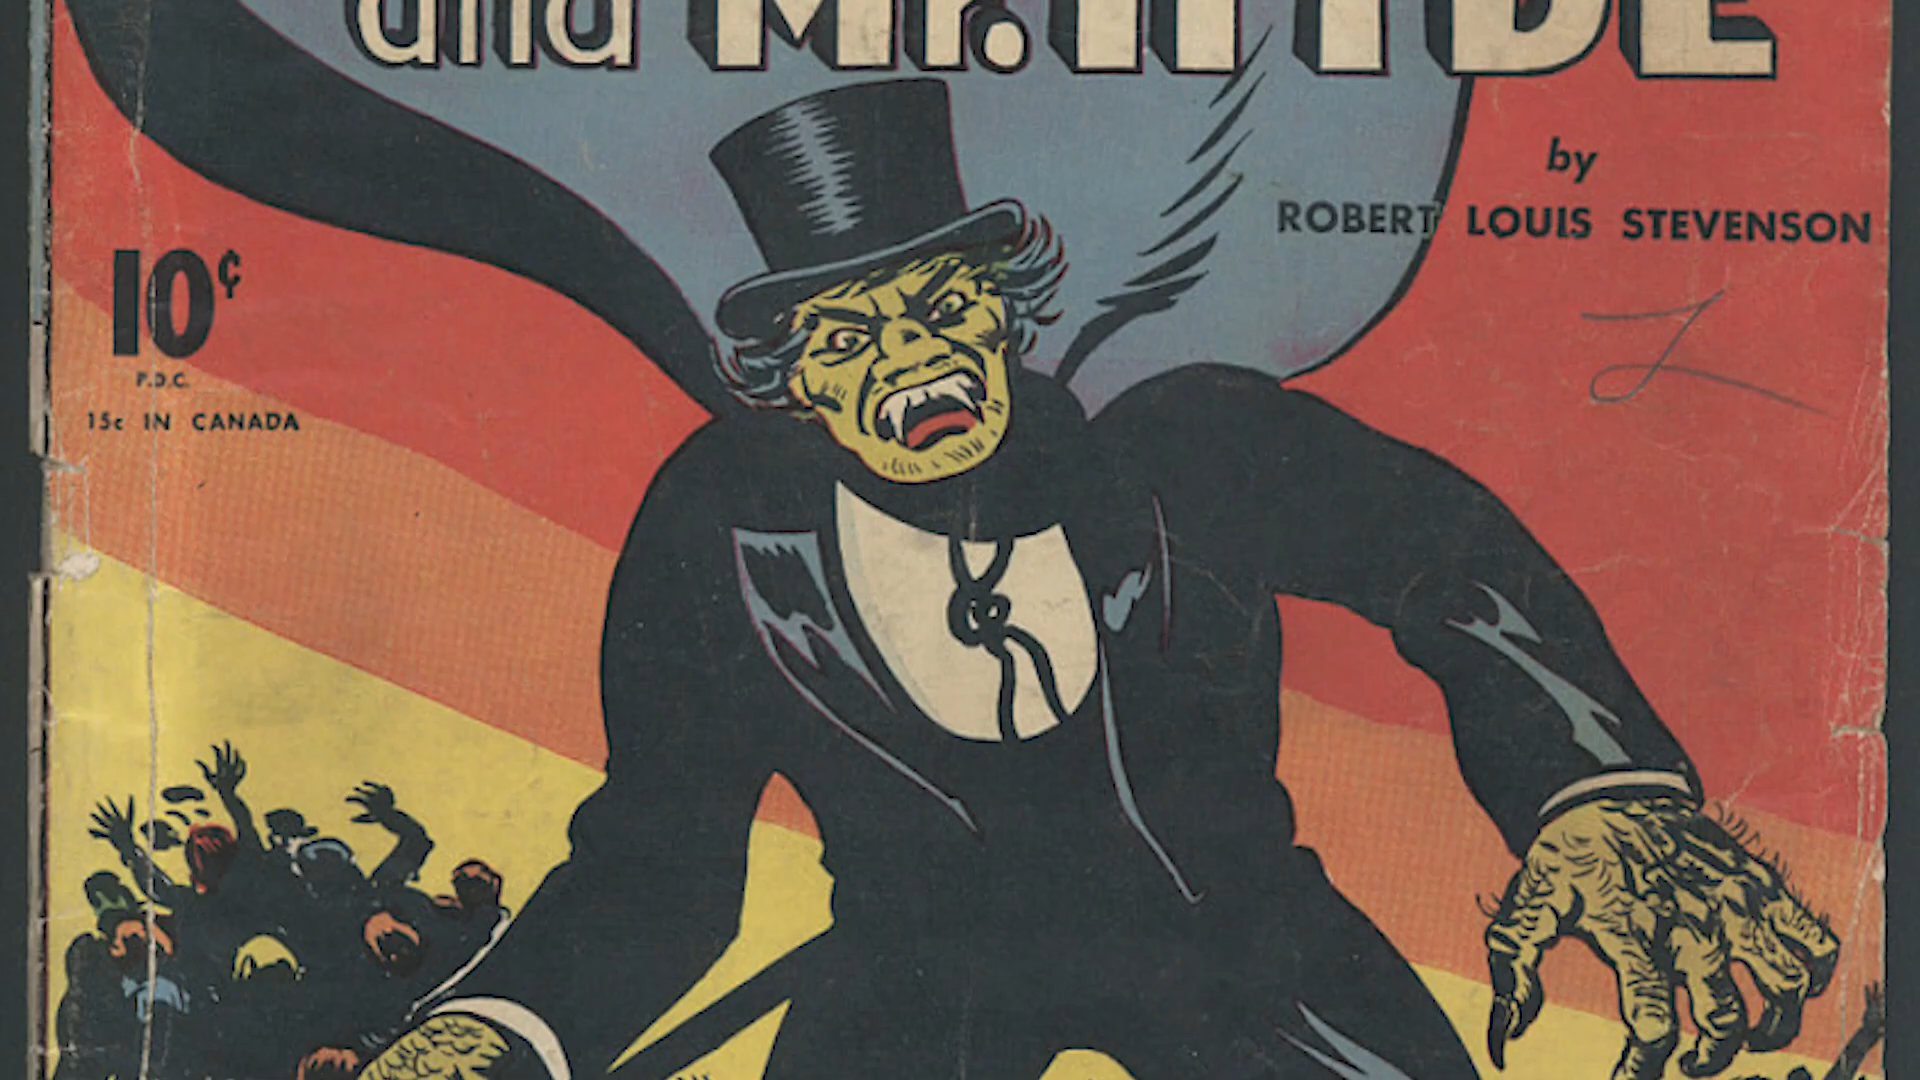 and Mr. HYDE
by
ROBERT LOUIS STEVENSON
10¢
P.D.C.
15c IN CANADA